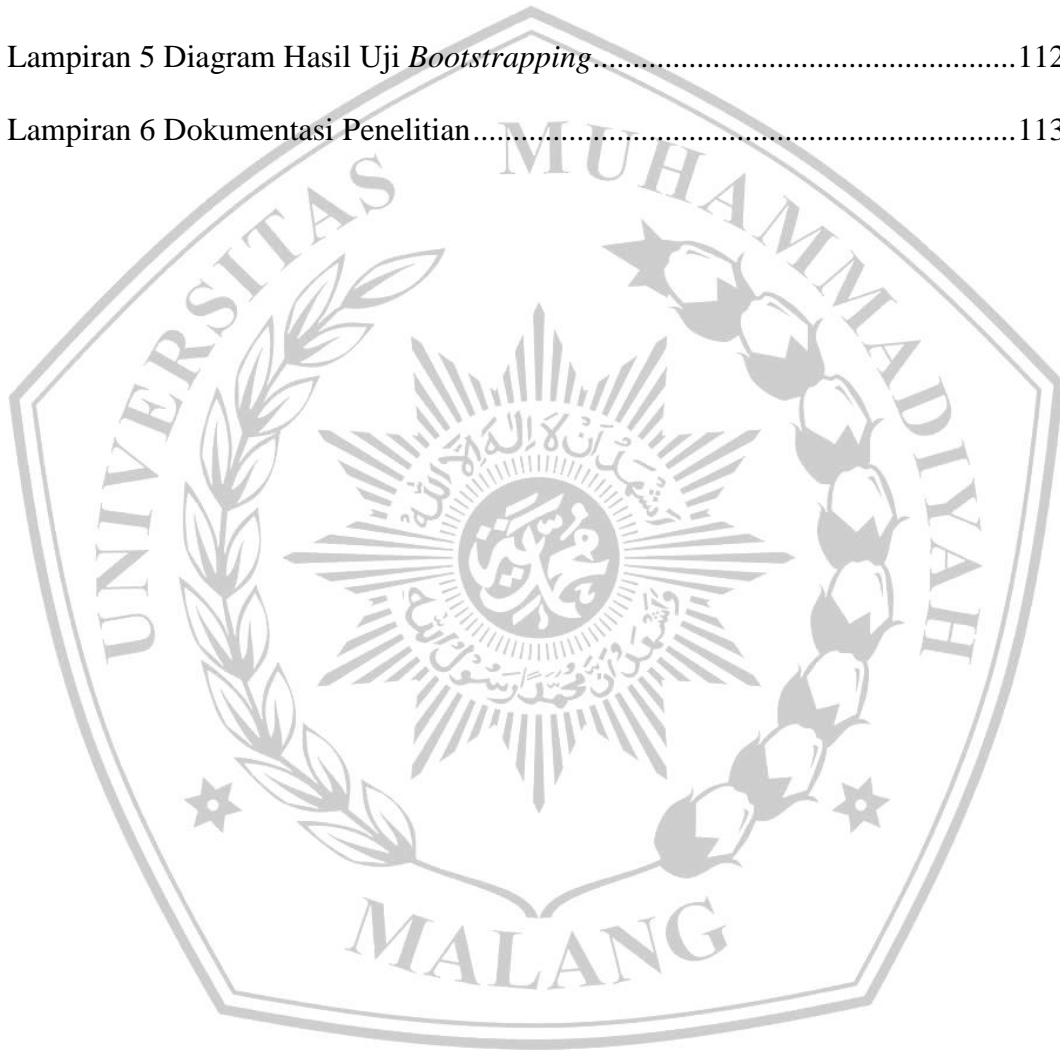 Lampiran 5 Diagram Hasil Uji Bootstrapping..........................................112
Lampiran 6 Dokumentasi Penelitian......................................................113
UNIVERSITAS MUHAMMADIYAH
MALANG